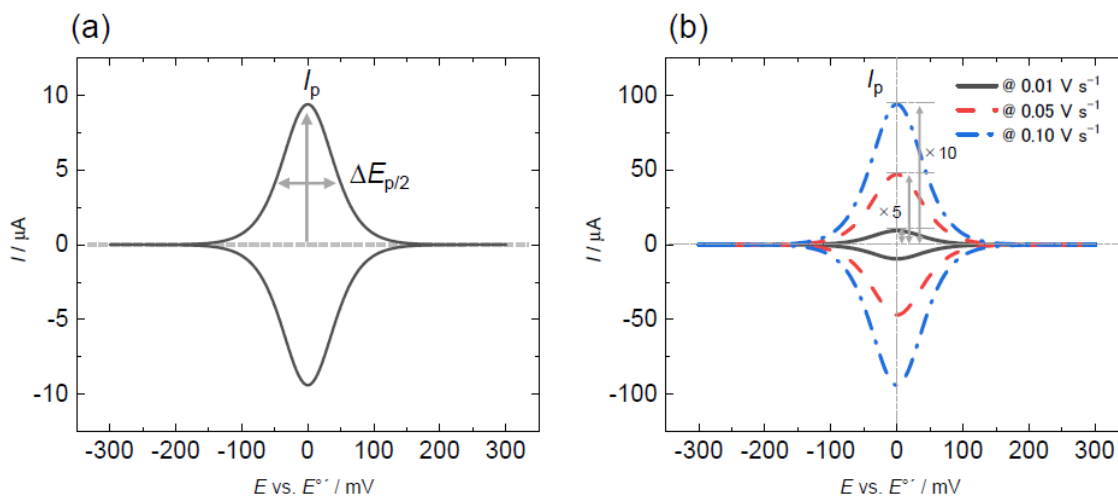 (a)
I / µA
10
5
0
-5
-10
Ip
ΔEp/2
-300 -200 -100 0 100 200 300
E vs. E°´ / mV
(b)
I / µA
100
50
0
-50
-100
Ip
@ 0.01 V s⁻¹
@ 0.05 V s⁻¹
@ 0.10 V s⁻¹
× 10
× 5
-300 -200 -100 0 100 200 300
E vs. E°´ / mV